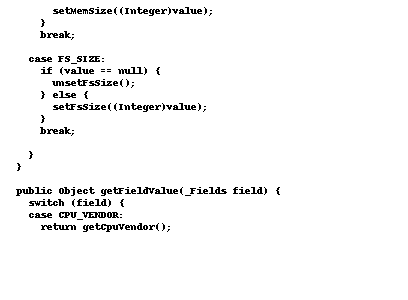 setMemSize((Integer)value);
}
break;
case FS_SIZE:
if (value == null) {
unsetFsSize();
} else {
setFsSize((Integer)value);
}
break;
}
}
public Object getFieldValue(_Fields field) {
switch (field) {
case CPU_VENDOR:
return getCpuVendor();